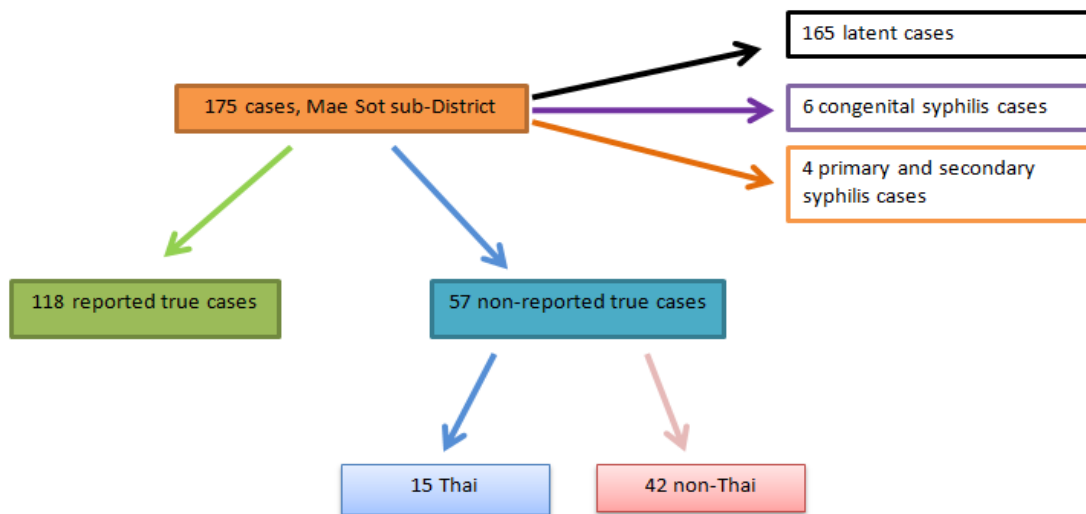 165 latent cases
175 cases, Mae Sot sub-District
6 congenital syphilis cases
4 primary and secondary
syphilis cases
118 reported true cases
57 non-reported true cases
15 Thai
42 non-Thai